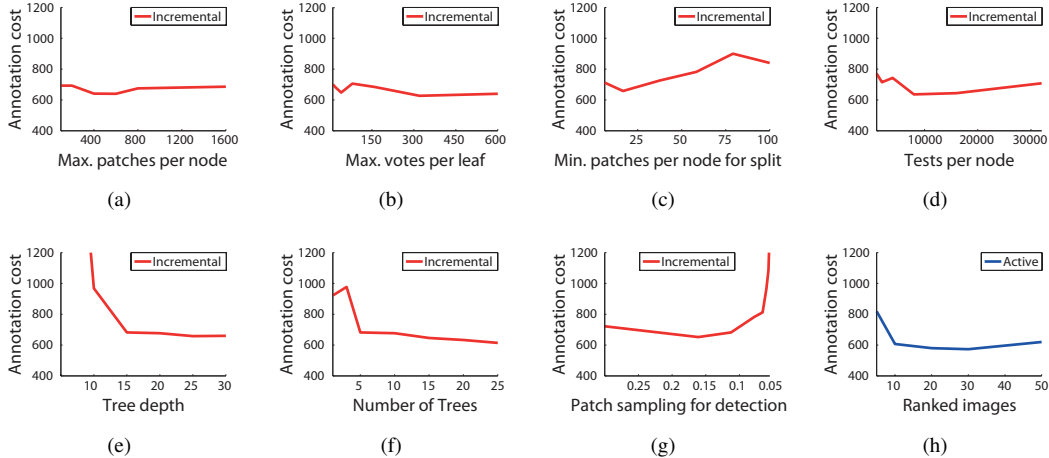 Annotation cost
1200
1000
800
600
400
Incremental
400 800 1200 1600
Max. patches per node
(a)
Annotation cost
1200
1000
800
600
400
Incremental
150 300 450 600
Max. votes per leaf
(b)
Annotation cost
1200
1000
800
600
400
Incremental
20 40 60 80 100
Min. patches per node for split
(c)
Annotation cost
1200
1000
800
600
400
Incremental
10000 20000 30000
Tests per node
(d)
Annotation cost
1200
1000
800
600
400
Incremental
10 15 20 25 30
Tree depth
(e)
Annotation cost
1200
1000
800
600
400
Incremental
5 10 15 20 25
Number of Trees
(f)
Annotation cost
1200
1000
800
600
400
Incremental
0.25 0.2 0.15 0.1 0.05
Patch sampling for detection
(g)
Annotation cost
1200
1000
800
600
400
Active
10 20 30 40 50
Ranked images
(h)